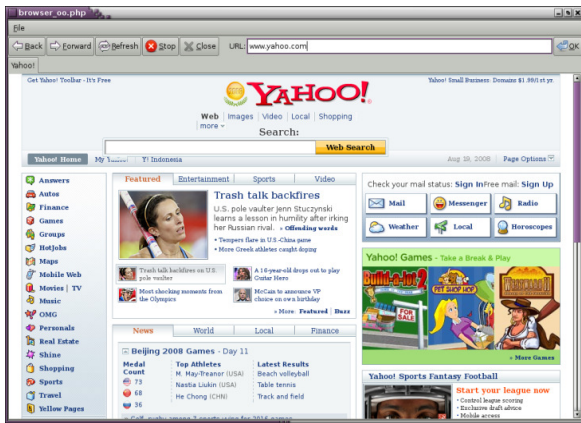 browser_oo.php
File
Back Forward Refresh Stop Close URL: www.yahoo.com OK
Yahoo!
Get Yahoo! Toolbar - It's Free
Yahoo! Small Business: Domains $1.99/1st yr.
YAHOO!
Web Images Video Local Shopping
more
Search:
Web Search
Yahoo! Home My Yahoo! Y! Indonesia Aug 19, 2008 Page Options
Answers
Autos
Finance
Games
Groups
HotJobs
Maps
Mobile Web
Movies | TV
Music
OMG
Personals
Real Estate
Shine
Shopping
Sports
Travel
Yellow Pages
Featured Entertainment Sports Video
Trash talk backfires
U.S. pole vaulter Jenn Stuczynski
learns a lesson in humility after irking
her Russian rival. » Offending words
• Tempers flare in U.S.-China game
• More Greek athletes caught doping
Trash talk backfires on U.S.
pole vaulter
A 16-year-old drops out to play
Guitar Hero
Most shocking moments from
the Olympics
McCain to announce VP
choice on own birthday
» More: Featured | Buzz
News World Local Finance
Beijing 2008 Games - Day 11
Medal
Count
73
68
36
Top Athletes
M. May-Treanor (USA)
Nastia Liukin (USA)
He Chong (CHN)
Latest Results
Beach volleyball
Table tennis
Track and field
Check your mail status: Sign In Free mail: Sign Up
Mail Messenger Radio
Weather Local Horoscopes
Yahoo! Games - Take a Break & Play
Build-a-lot 2
FOR
SALE
PET SHOP HOP
» More Games
Yahoo! Sports Fantasy Football
Start your league now
• Control league scoring
• Exclusive draft advice
• Mobile access